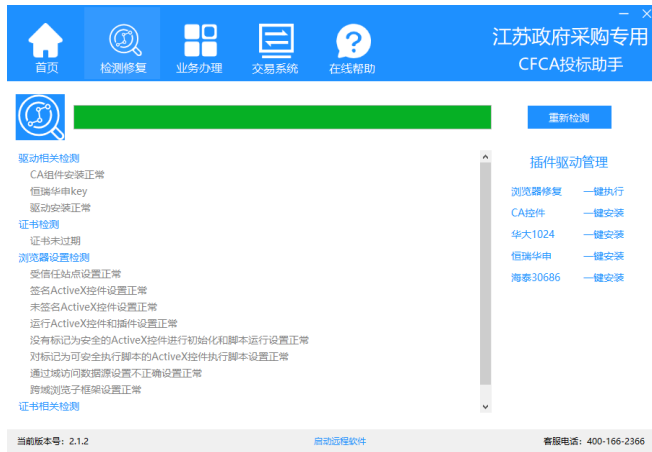 江苏政府采购专用
CFCA投标助手
首页
检测修复
业务办理
交易系统
在线帮助
重新检测
驱动相关检测
CA组件安装正常
恒瑞华申key
驱动安装正常
证书检测
证书未过期
浏览器设置检测
受信任站点设置正常
签名ActiveX控件设置正常
未签名ActiveX控件设置正常
运行ActiveX控件和插件设置正常
没有标记为安全的ActiveX控件进行初始化和脚本运行设置正常
对标记为可安全执行脚本的ActiveX控件执行脚本设置正常
通过域访问数据源设置不正确设置正常
跨域浏览子框架设置正常
证书相关检测
插件驱动管理
浏览器修复 一键执行
CA控件 一键安装
华大1024 一键安装
恒瑞华申 一键安装
海泰30686 一键安装
当前版本号：2.1.2
启动远程软件
客服电话：400-166-2366